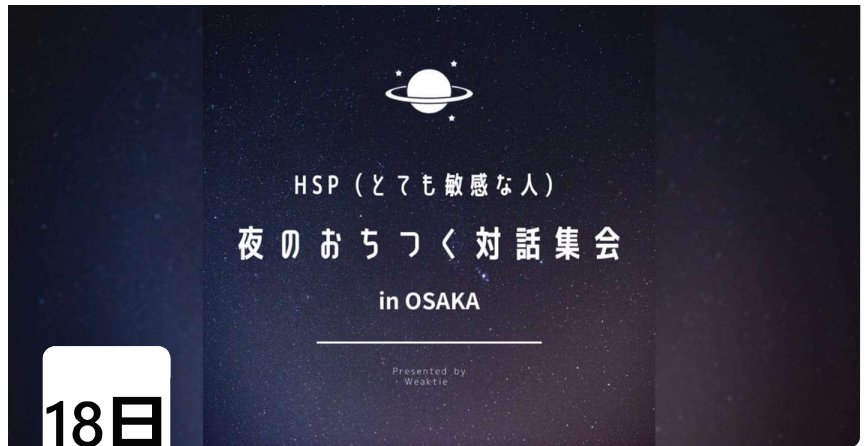 HSP (とても敏感な人)
夜のおちつく対話集会
in OSAKA
Presented by
Weaktie
18日